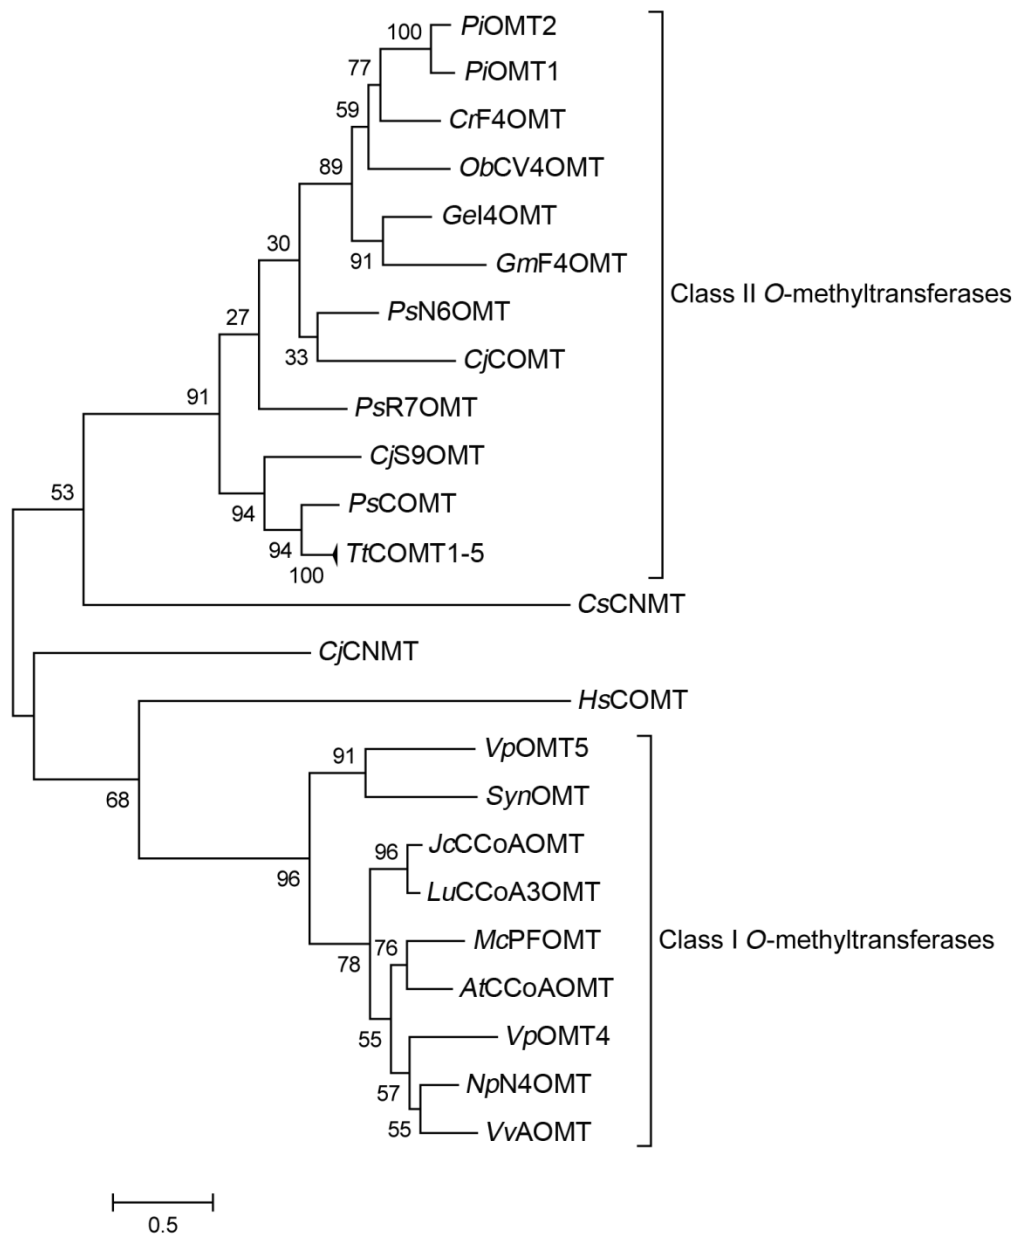 PiOMT2
100
PiOMT1
77
CrF4OMT
59
ObCV4OMT
89
GeI4OMT
30
91
GmF4OMT
Class II O-methyltransferases
PsN6OMT
27
33
CjCOMT
91
PsR7OMT
CjS9OMT
53
94
PsCOMT
94
TtCOMT1-5
100
CsCNMT
CjCNMT
HsCOMT
68
VpOMT5
91
SynOMT
96
JcCCoAOMT
96
LuCCoA3OMT
76
McPFOMT
Class I O-methyltransferases
78
AtCCoAOMT
55
VpOMT4
57
NpN4OMT
55
VvAOMT
0.5